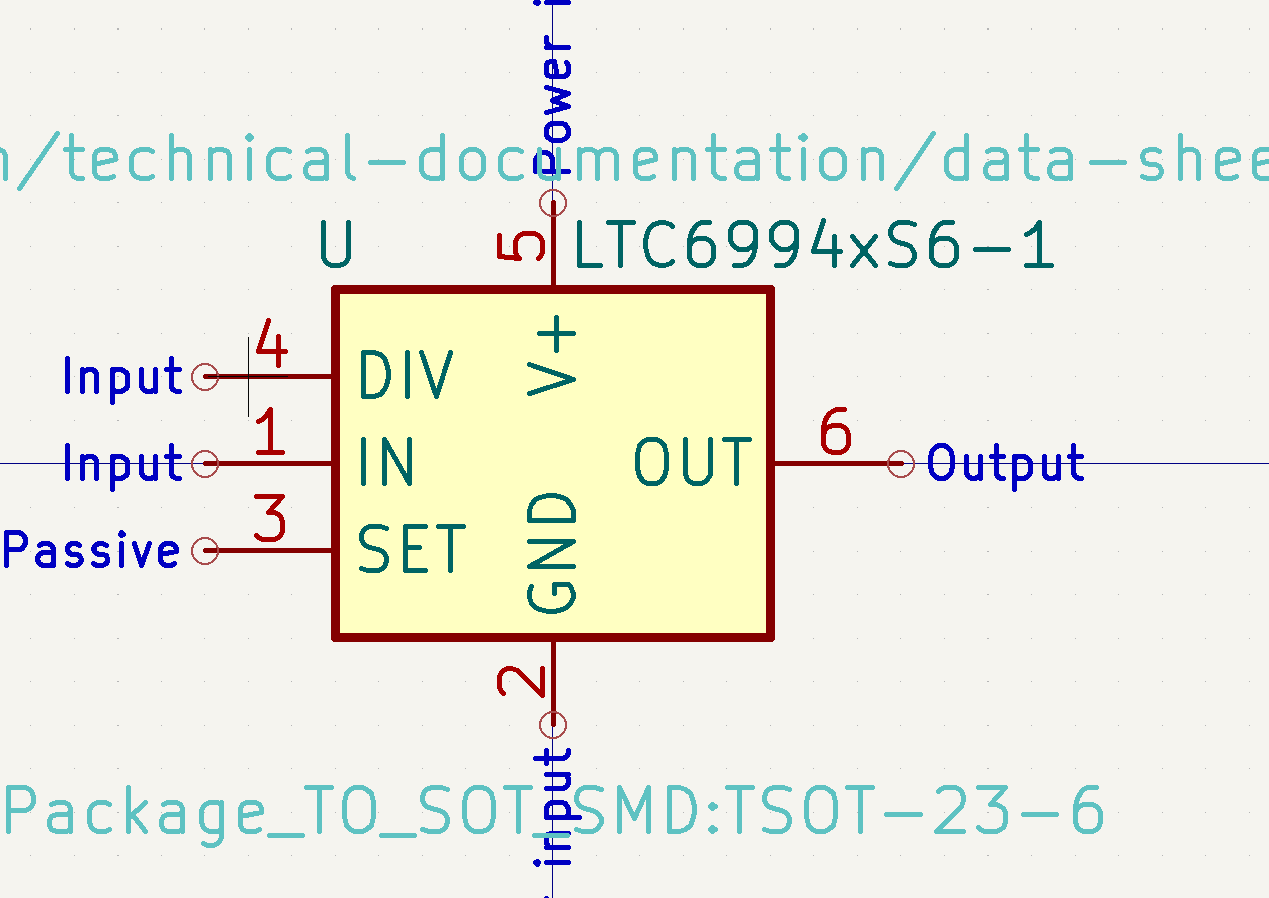 Power i
n/technical-documentation/data-shee
U
5
LTC6994xS6-1
4
Input
DIV
V+
1
Input
IN
OUT
6
Output
3
Passive
SET
GND
2
input
Package_TO_SOT_SMD:TSOT-23-6